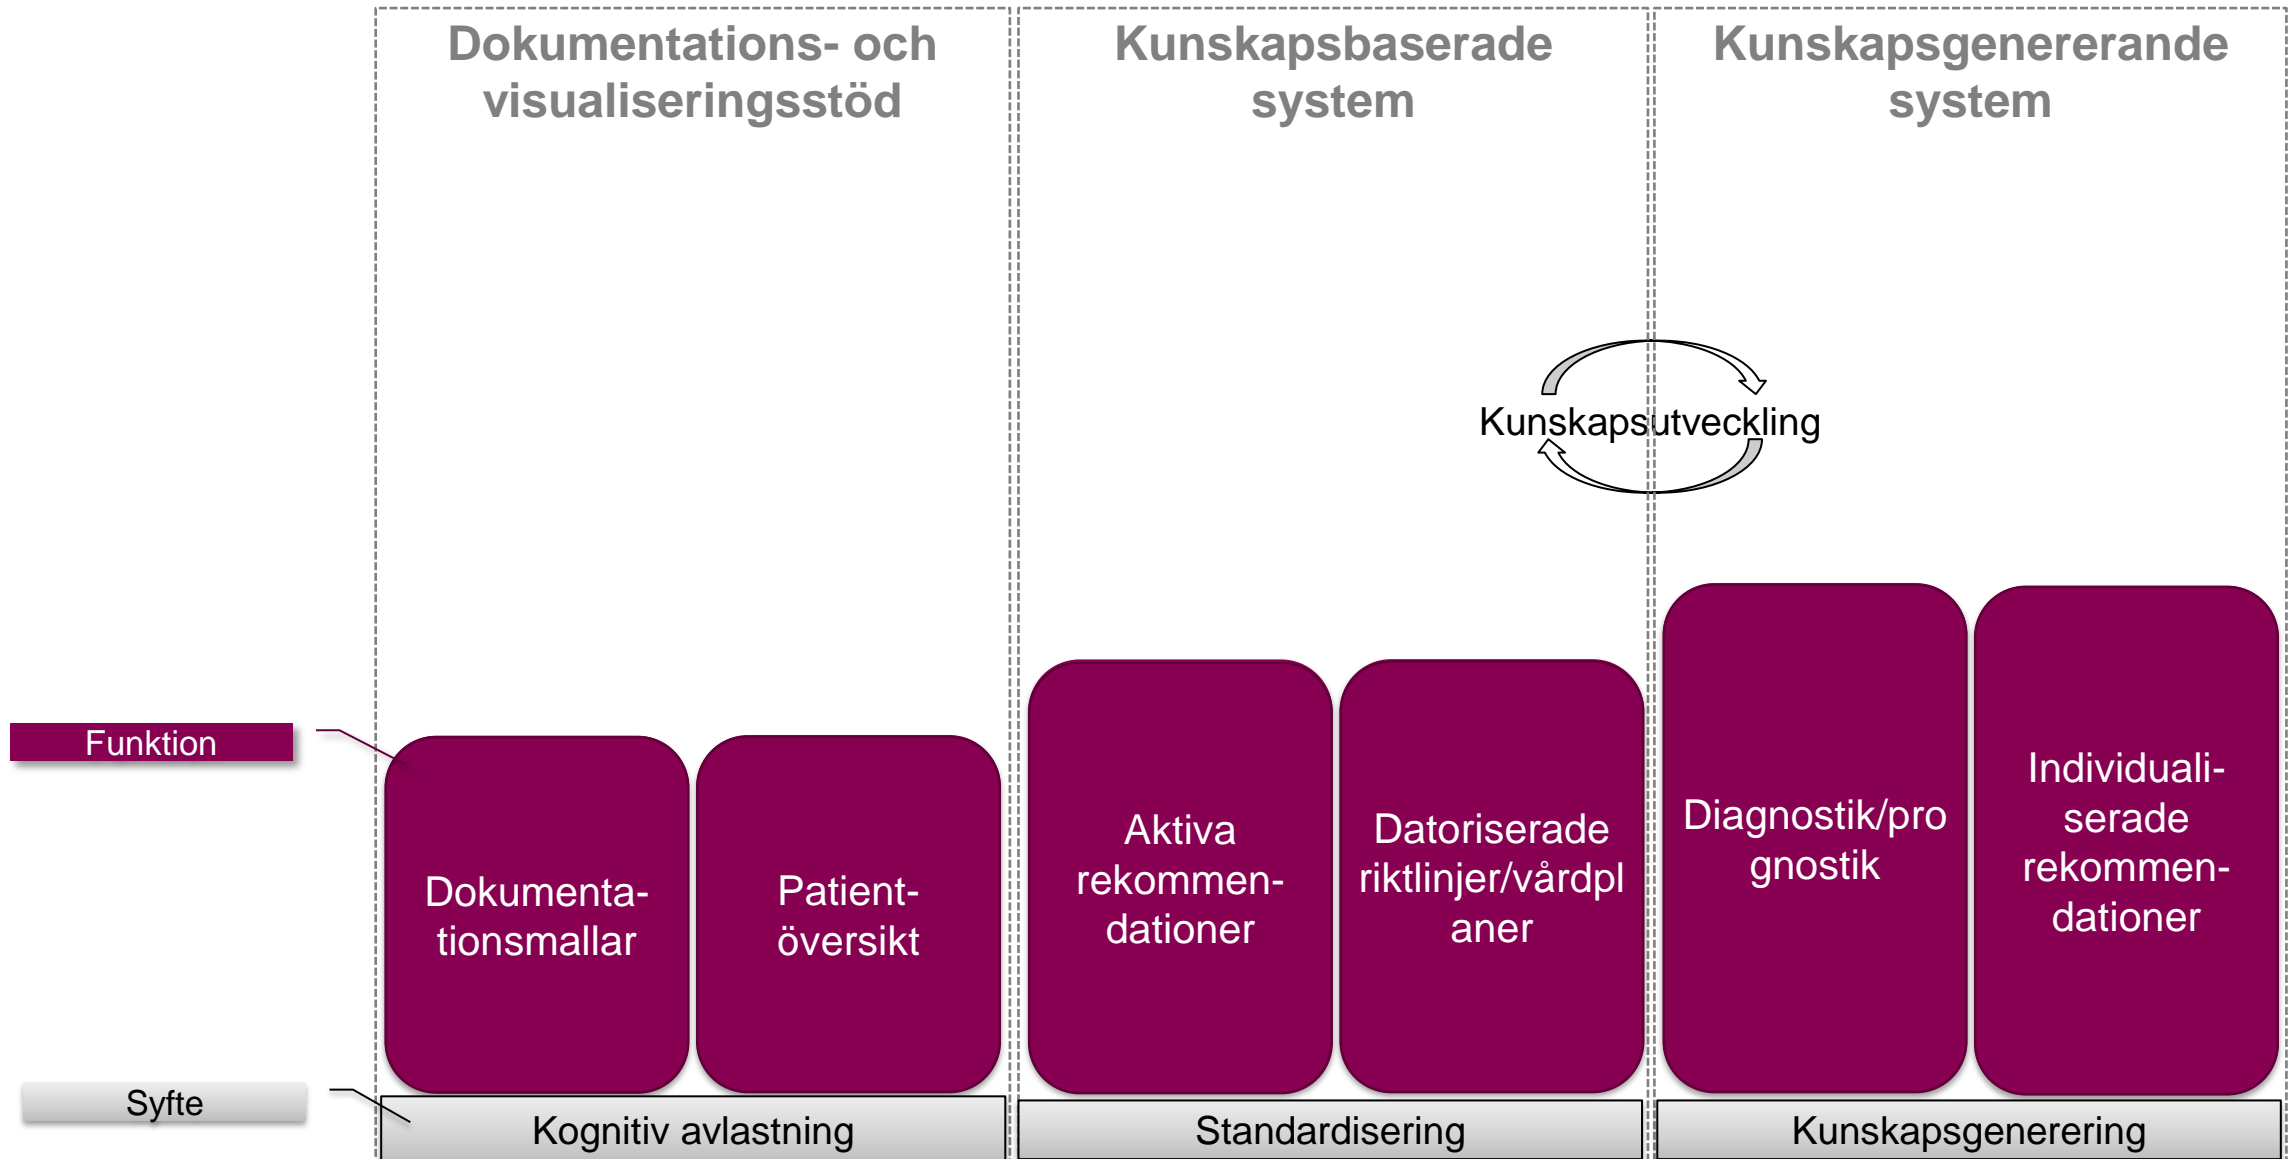 Dokumentations- och
visualiseringsstöd
Kunskapsbaserade
system
Kunskapsgenererande
system
Kunskapsutveckling
Funktion
Dokumenta-
tionsmallar
Patient-
översikt
Aktiva
rekommen-
dationer
Datoriserade
riktlinjer/vårdpl
aner
Diagnostik/pro
gnostik
Individuali-
serade
rekommen-
dationer
Syfte
Kognitiv avlastning
Standardisering
Kunskapsgenerering